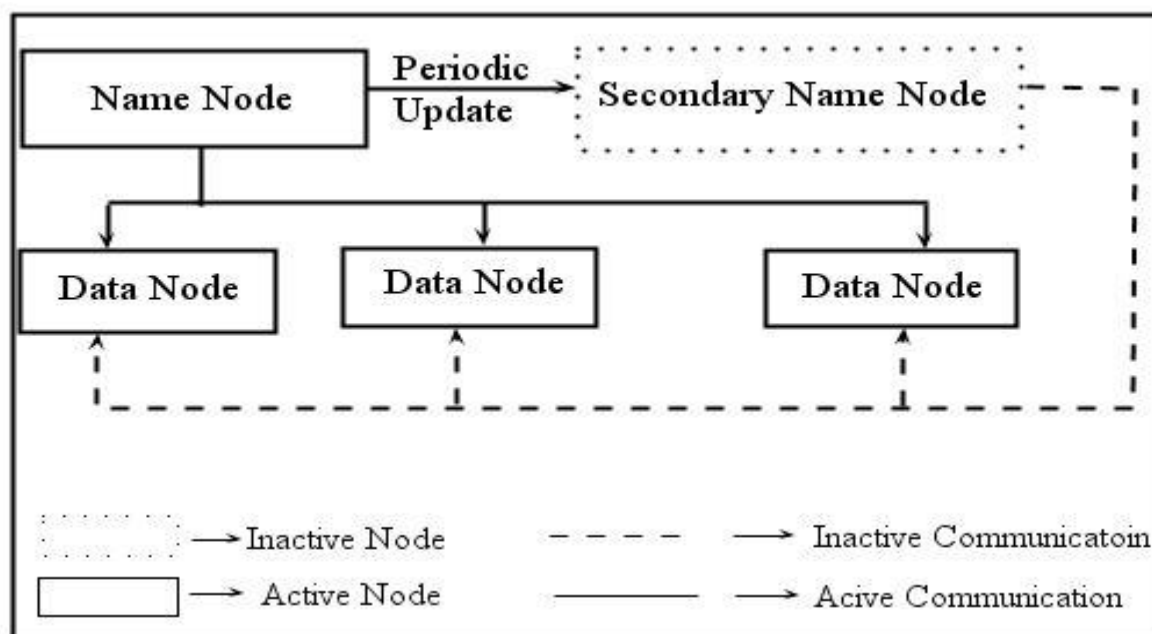 Name Node
Periodic
Update
Secondary Name Node
Data Node
Data Node
Data Node
Inactive Node
Inactive Communicatoin
Active Node
Acive Communication